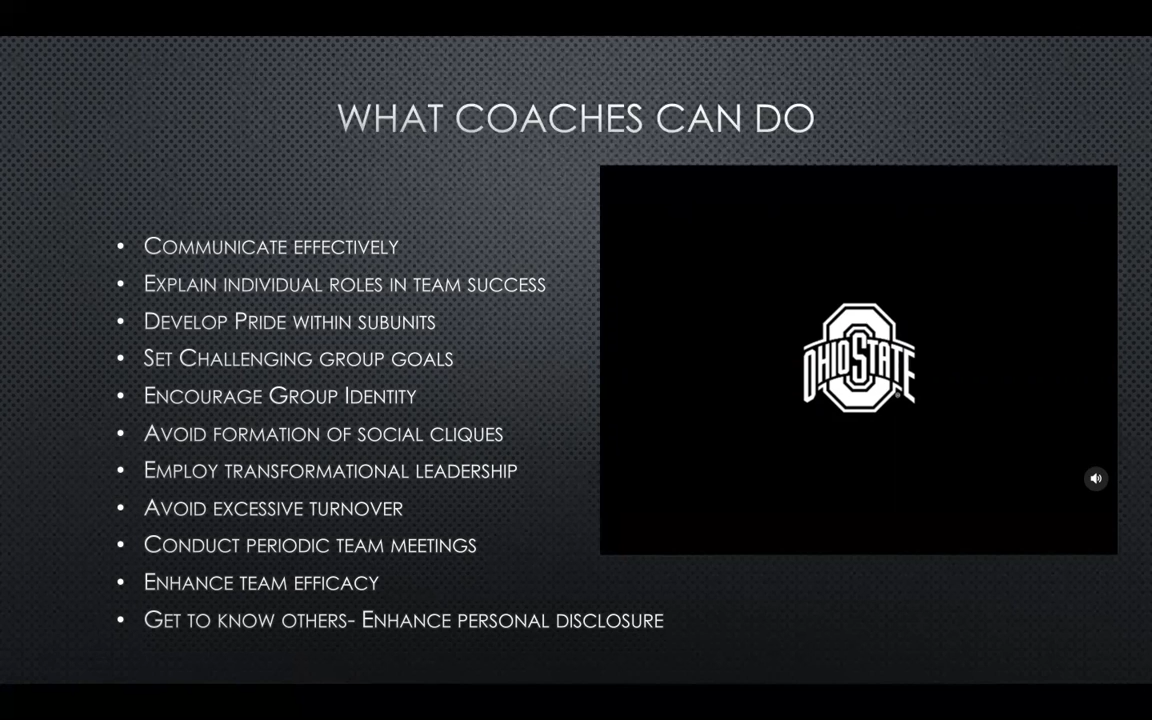 WHAT COACHES CAN DO
• COMMUNICATE EFFECTIVELY
• EXPLAIN INDIVIDUAL ROLES IN TEAM SUCCESS
• DEVELOP PRIDE WITHIN SUBUNITS
• SET CHALLENGING GROUP GOALS
• ENCOURAGE GROUP IDENTITY
• AVOID FORMATION OF SOCIAL CLIQUES
• EMPLOY TRANSFORMATIONAL LEADERSHIP
• AVOID EXCESSIVE TURNOVER
• CONDUCT PERIODIC TEAM MEETINGS
• ENHANCE TEAM EFFICACY
• GET TO KNOW OTHERS- ENHANCE PERSONAL DISCLOSURE
OHIO STATE